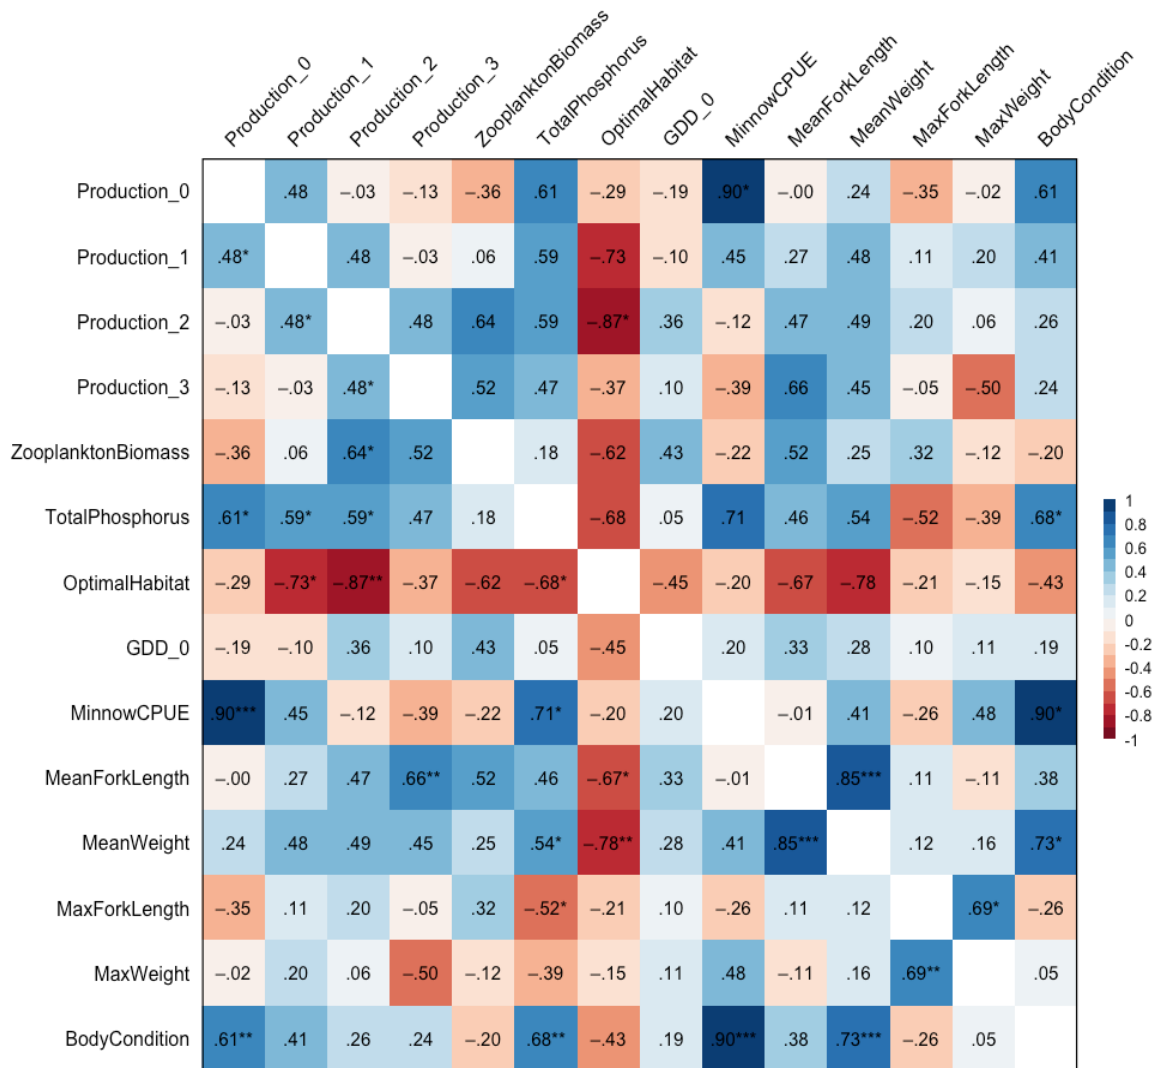 Production_0 Production_1 Production_2 Production_3 ZooplanktonBiomass TotalPhosphorus OptimalHabitat GDD_0 MinnowCPUE MeanForkLength MeanWeight MaxForkLength MaxWeight BodyCondition
Production_0 .48 –.03 –.13 –.36 .61 –.29 –.19 .90* –.00 .24 –.35 –.02 .61
Production_1 .48* .48 –.03 .06 .59 –.73 –.10 .45 .27 .48 .11 .20 .41
Production_2 –.03 .48* .48 .64 .59 –.87* .36 –.12 .47 .49 .20 .06 .26
Production_3 –.13 –.03 .48* .52 .47 –.37 .10 –.39 .66 .45 –.05 –.50 .24
ZooplanktonBiomass –.36 .06 .64* .52 .18 –.62 .43 –.22 .52 .25 .32 –.12 –.20
TotalPhosphorus .61* .59* .59* .47 .18 –.68 .05 .71 .46 .54 –.52 –.39 .68*
OptimalHabitat –.29 –.73* –.87** –.37 –.62 –.68* –.45 –.20 –.67 –.78 –.21 –.15 –.43
GDD_0 –.19 –.10 .36 .10 .43 .05 –.45 .20 .33 .28 .10 .11 .19
MinnowCPUE .90*** .45 –.12 –.39 –.22 .71* –.20 .20 –.01 .41 –.26 .48 .90*
MeanForkLength –.00 .27 .47 .66** .52 .46 –.67* .33 –.01 .85*** .11 –.11 .38
MeanWeight .24 .48 .49 .45 .25 .54* –.78** .28 .41 .85*** .12 .16 .73*
MaxForkLength –.35 .11 .20 –.05 .32 –.52* –.21 .10 –.26 .11 .12 .69* –.26
MaxWeight –.02 .20 .06 –.50 –.12 –.39 –.15 .11 .48 –.11 .16 .69** .05
BodyCondition .61** .41 .26 .24 –.20 .68** –.43 .19 .90*** .38 .73*** –.26 .05
1
0.8
0.6
0.4
0.2
0
-0.2
-0.4
-0.6
-0.8
-1